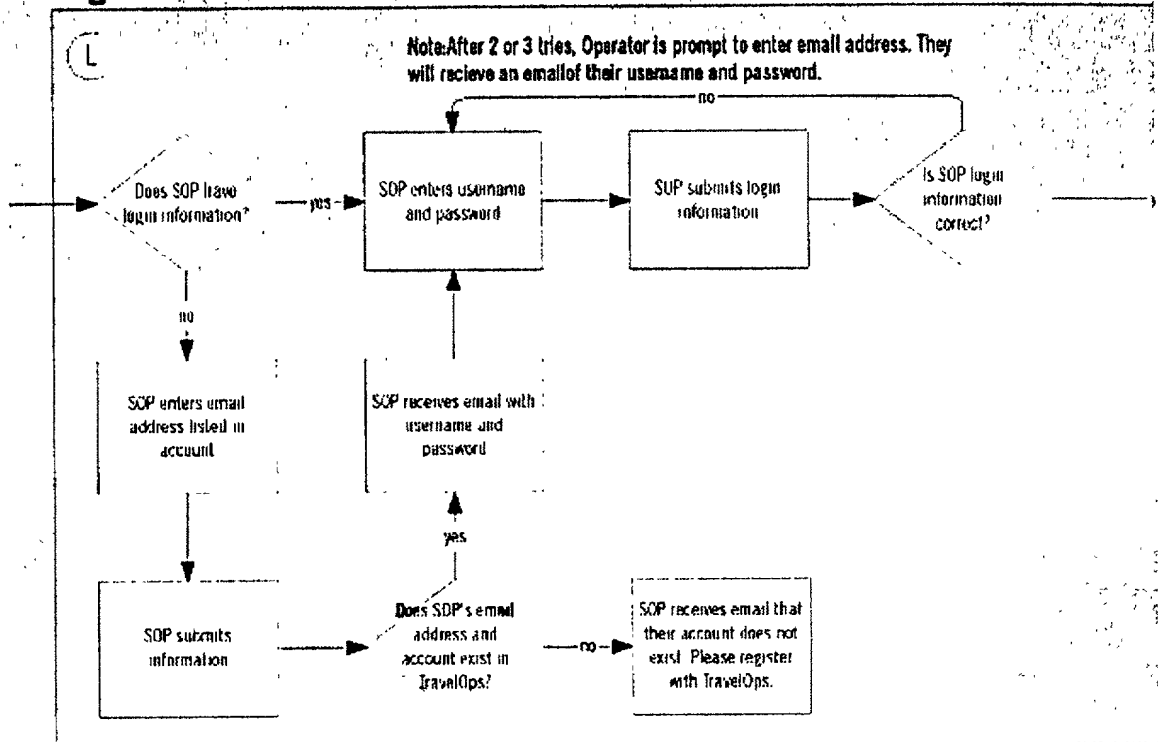 L
Note:After 2 or 3 tries, Operator is prompt to enter email address. They
will recieve an emailof their username and password.
no
Does SOP have
login information?
yes
SOP enters username
and password
SOP submits login
information
Is SOP login
information
correct?
no
SOP enters email
address listed in
account
SOP receives email with
username and
password
yes
SOP submits
information
Does SOP's email
address and
account exist in
TravelOps?
no
SOP receives email that
their account does not
exist. Please register
with TravelOps.